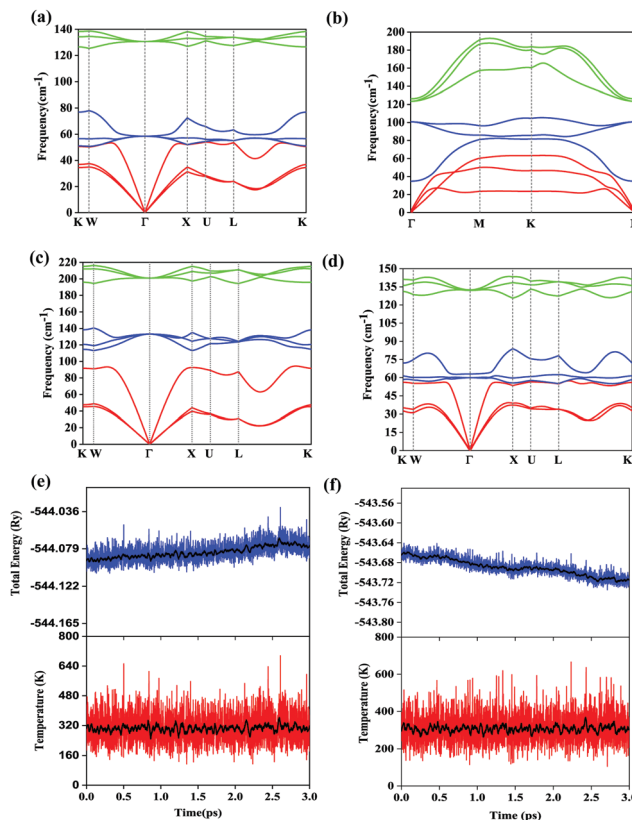 (a)
140
120
100
80
60
40
20
0
Frequency(cm-1)
K W Γ X U L K
(b)
200
180
160
140
120
100
80
60
40
20
0
Frequency (cm-1)
Γ M K
(c)
220
200
180
160
140
120
100
80
60
40
20
0
Frequency (cm-1)
K W Γ X U L K
(d)
150
135
120
105
90
75
60
45
30
15
0
Frequency (cm-1)
K W Γ X U L K
(e)
-544.036
-544.079
-544.122
-544.165
Total Energy (Ry)
800
640
480
320
160
0
Temperature (K)
0.0 0.5 1.0 1.5 2.0 2.5 3.0
Time(ps)
(f)
-543.56
-543.60
-543.64
-543.68
-543.72
-543.76
-543.80
Total Energy (Ry)
800
600
400
200
0
Temperature (K)
0.0 0.5 1.0 1.5 2.0 2.5 3.0
Time (ps)